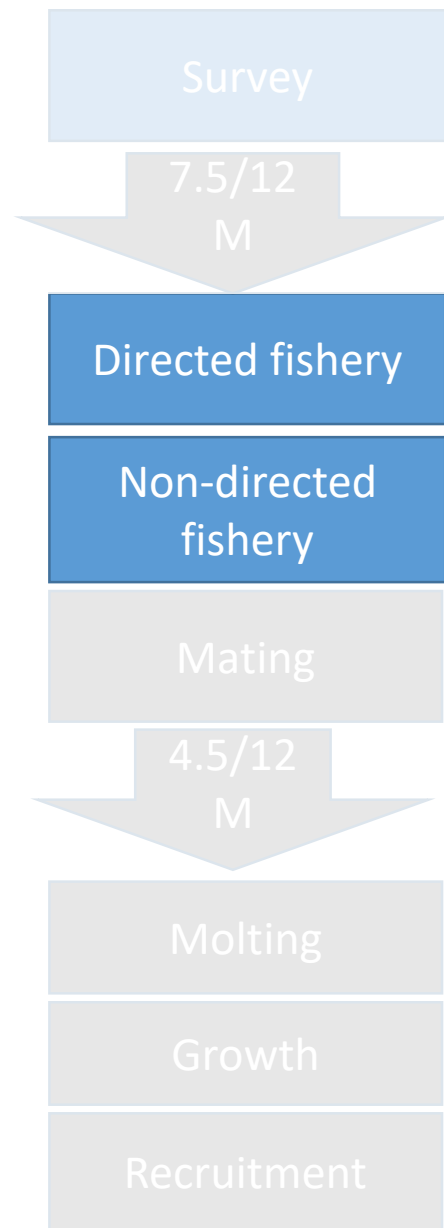 Survey
7.5/12
M
Directed fishery
Non-directed
fishery
Mating
4.5/12
M
Molting
Growth
Recruitment